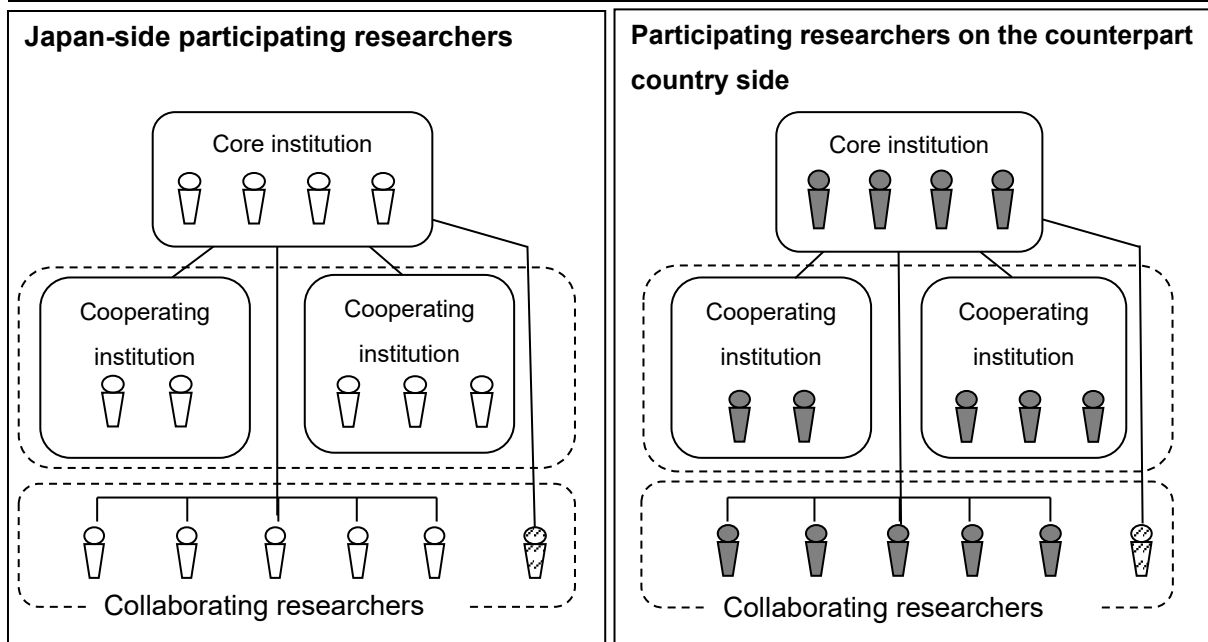 Japan-side participating researchers
Core institution
Cooperating
institution
Cooperating
institution
Collaborating researchers
Participating researchers on the counterpart
country side
Core institution
Cooperating
institution
Cooperating
institution
Collaborating researchers